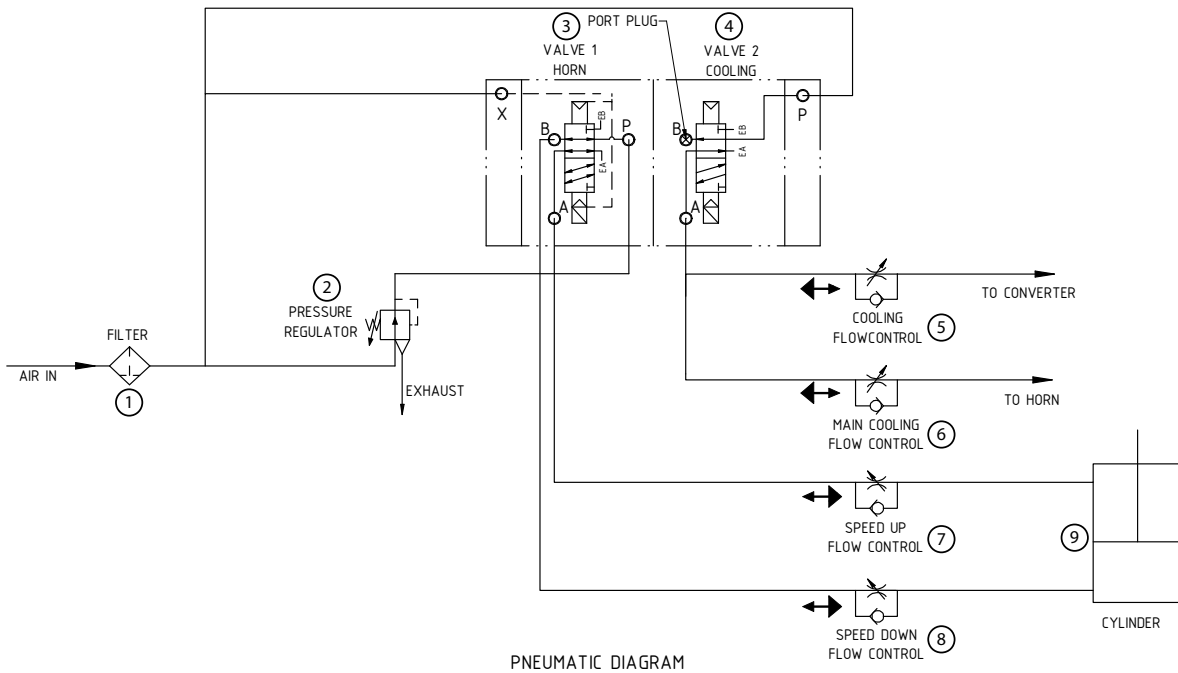 3
PORT PLUG
4
VALVE 1
HORN
VALVE 2
COOLING
X
P
B
EB
P
EA
A
B
EB
EA
A
2
PRESSURE
REGULATOR
FILTER
AIR IN
1
EXHAUST
TO CONVERTER
COOLING
FLOWCONTROL
5
TO HORN
MAIN COOLING
FLOW CONTROL
6
SPEED UP
FLOW CONTROL
7
9
SPEED DOWN
FLOW CONTROL
8
CYLINDER
PNEUMATIC DIAGRAM